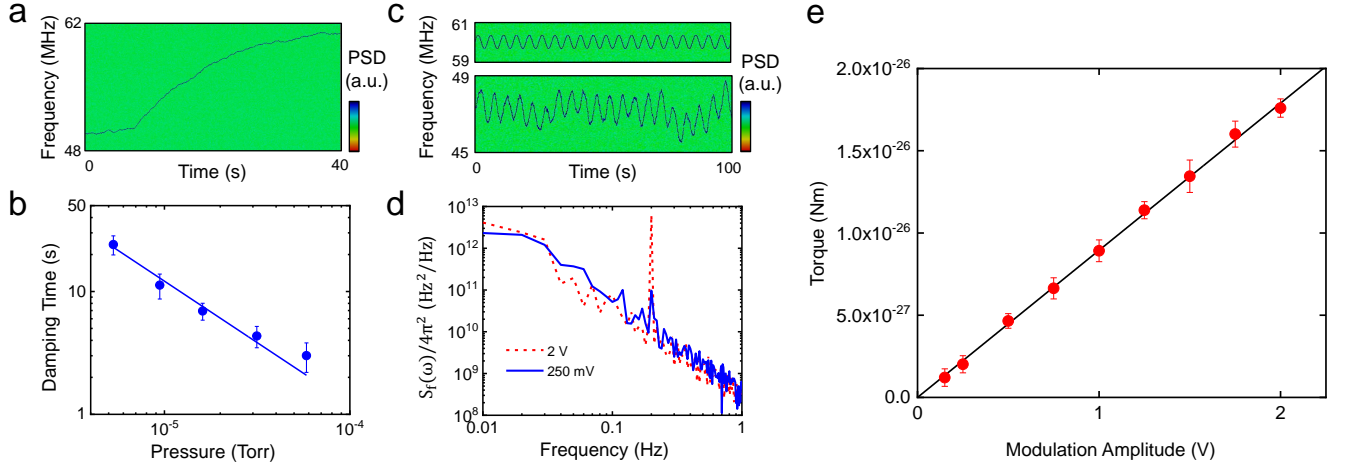 a
Frequency (MHz)
62
48
0
40
Time (s)
PSD
(a.u.)
b
Damping Time (s)
50
10
1
10⁻⁵
10⁻⁴
Pressure (Torr)
c
Frequency (MHz)
61
59
49
45
0
100
Time (s)
PSD
(a.u.)
d
S_f(ω)/4π² (Hz²/Hz)
10¹³
10¹²
10¹¹
10¹⁰
10⁹
10⁸
2 V
250 mV
0.01
0.1
1
Frequency (Hz)
e
Torque (Nm)
2.0x10⁻²⁶
1.5x10⁻²⁶
1.0x10⁻²⁶
5.0x10⁻²⁷
0.0
0
1
2
Modulation Amplitude (V)